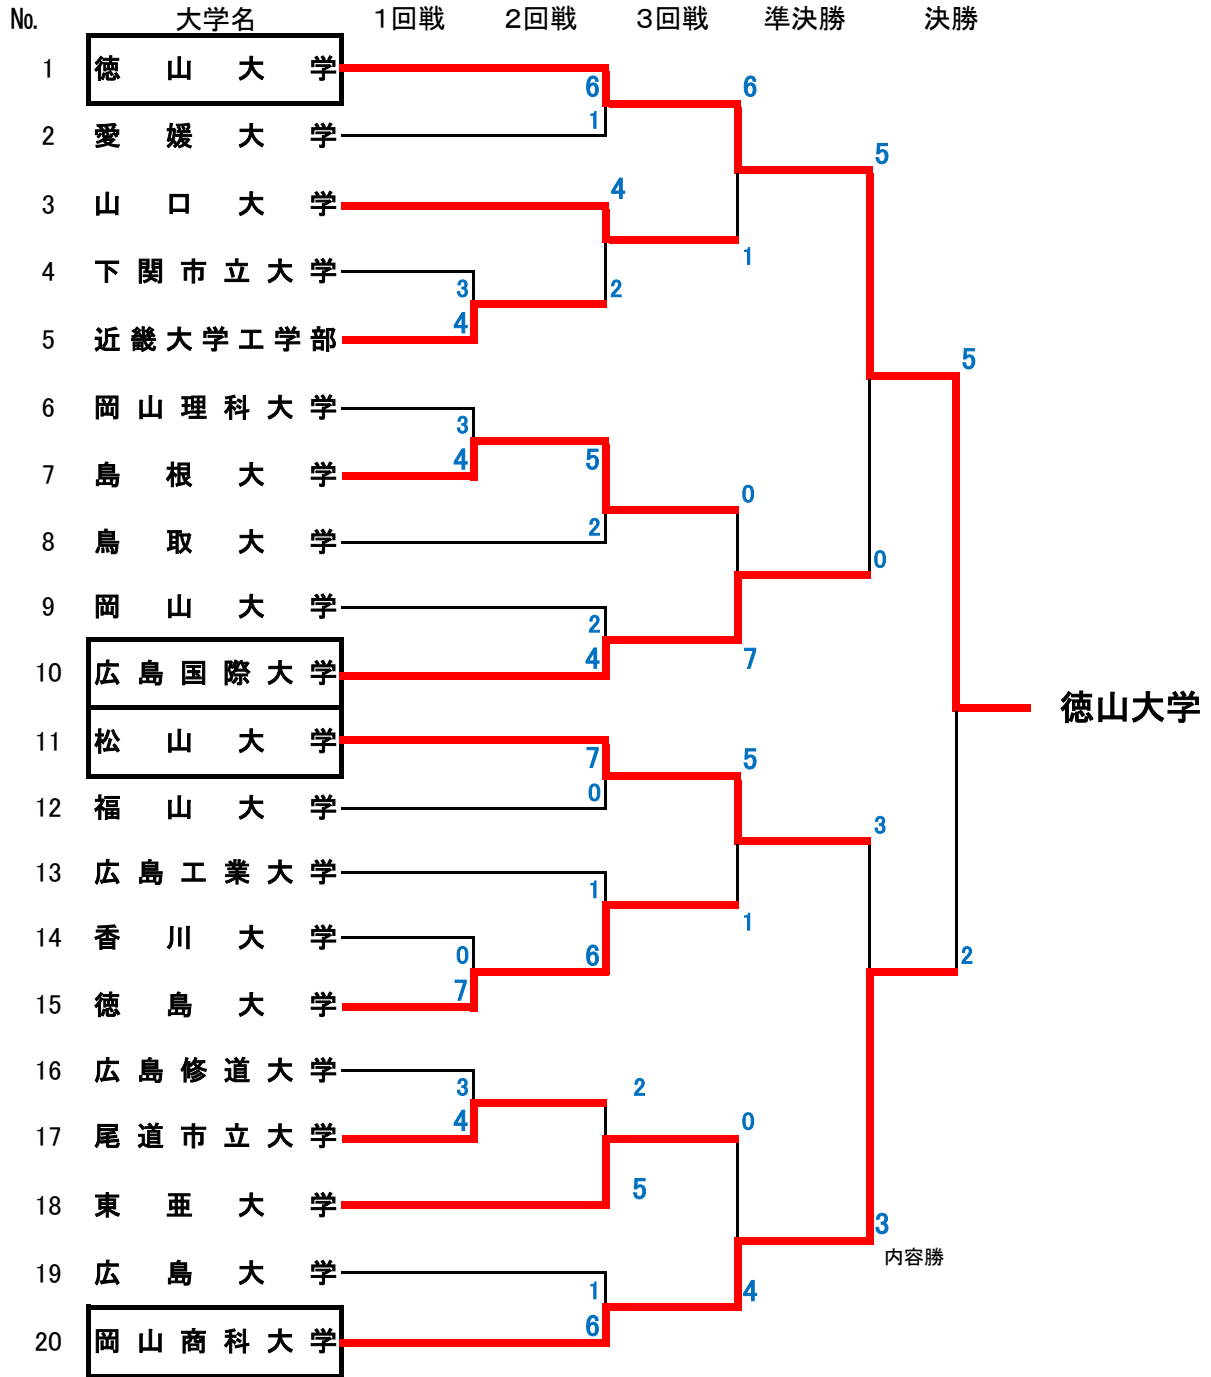 No. 大学名 1回戦 2回戦 3回戦 準決勝 決勝
1 徳山大学
6 6
2 愛媛大学 1
5
3 山口大学 4
1
4 下関市立大学
3 2
5 近畿大学工学部 4
5
6 岡山理科大学
3
7 島根大学 4 5
0
8 鳥取大学 2
0
9 岡山大学
2
10 広島国際大学 4 7
徳山大学
11 松山大学
7 5
12 福山大学 0
3
13 広島工業大学
1
1
14 香川大学
0 6 2
15 徳島大学 7
16 広島修道大学
3 2
17 尾道市立大学 4 0
5
18 東亜大学
3
内容勝
19 広島大学
1 4
20 岡山商科大学 6